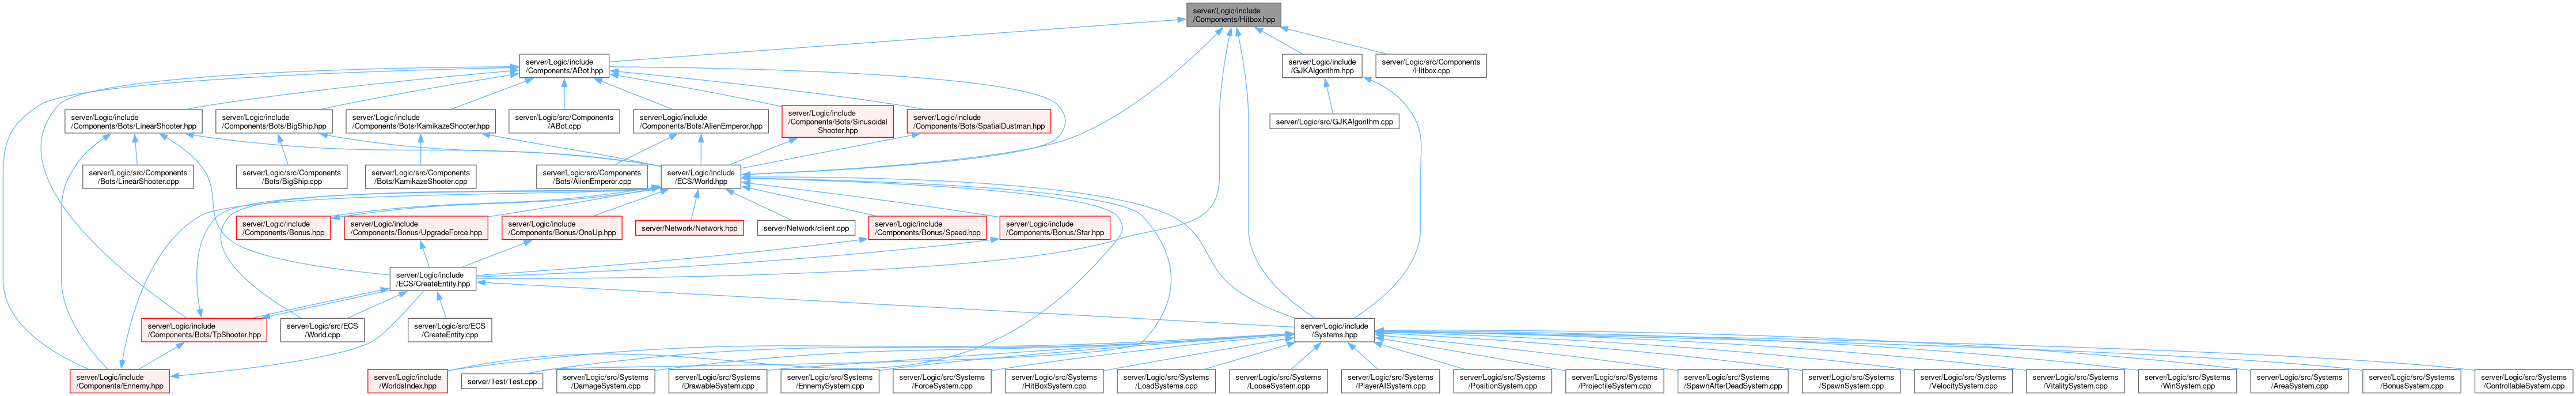 server/Logic/include
/Components/Hitbox.hpp
server/Logic/include
/Components/ABot.hpp
server/Logic/include
/GJKAlgorithm.hpp
server/Logic/src/Components
/Hitbox.cpp
server/Logic/include
/Components/Bots/LinearShooter.hpp
server/Logic/include
/Components/Bots/BigShip.hpp
server/Logic/include
/Components/Bots/KamikazeShooter.hpp
server/Logic/src/Components
/ABot.cpp
server/Logic/include
/Components/Bots/AlienEmperor.hpp
server/Logic/include
/Components/Bots/Sinusoidal
Shooter.hpp
server/Logic/include
/Components/Bots/SpatialDustman.hpp
server/Logic/src/GJKAlgorithm.cpp
server/Logic/src/Components
/Bots/LinearShooter.cpp
server/Logic/src/Components
/Bots/BigShip.cpp
server/Logic/src/Components
/Bots/KamikazeShooter.cpp
server/Logic/src/Components
/Bots/AlienEmperor.cpp
server/Logic/include
/ECS/World.hpp
server/Logic/include
/Components/Bonus.hpp
server/Logic/include
/Components/Bonus/UpgradeForce.hpp
server/Logic/include
/Components/Bonus/OneUp.hpp
server/Network/Network.hpp
server/Network/client.cpp
server/Logic/include
/Components/Bonus/Speed.hpp
server/Logic/include
/Components/Bonus/Star.hpp
server/Logic/include
/ECS/CreateEntity.hpp
server/Logic/include
/Components/Bots/TpShooter.hpp
server/Logic/src/ECS
/World.cpp
server/Logic/src/ECS
/CreateEntity.cpp
server/Logic/include
/Systems.hpp
server/Logic/include
/Components/Ennemy.hpp
server/Logic/include
/WorldsIndex.hpp
server/Test/Test.cpp
server/Logic/src/Systems
/DamageSystem.cpp
server/Logic/src/Systems
/DrawableSystem.cpp
server/Logic/src/Systems
/EnnemySystem.cpp
server/Logic/src/Systems
/ForceSystem.cpp
server/Logic/src/Systems
/HitBoxSystem.cpp
server/Logic/src/Systems
/LoadSystems.cpp
server/Logic/src/Systems
/LooseSystem.cpp
server/Logic/src/Systems
/PlayerAISystem.cpp
server/Logic/src/Systems
/PositionSystem.cpp
server/Logic/src/Systems
/ProjectileSystem.cpp
server/Logic/src/Systems
/SpawnAfterDeadSystem.cpp
server/Logic/src/Systems
/SpawnSystem.cpp
server/Logic/src/Systems
/VelocitySystem.cpp
server/Logic/src/Systems
/VitalitySystem.cpp
server/Logic/src/Systems
/WinSystem.cpp
server/Logic/src/Systems
/AreaSystem.cpp
server/Logic/src/Systems
/BonusSystem.cpp
server/Logic/src/Systems
/ControllableSystem.cpp